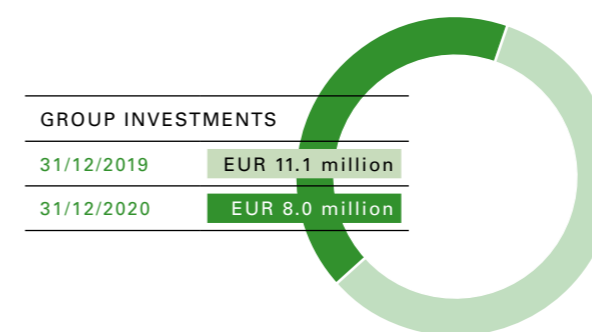 GROUP INVESTMENTS
31/12/2019 EUR 11.1 million
31/12/2020 EUR 8.0 million